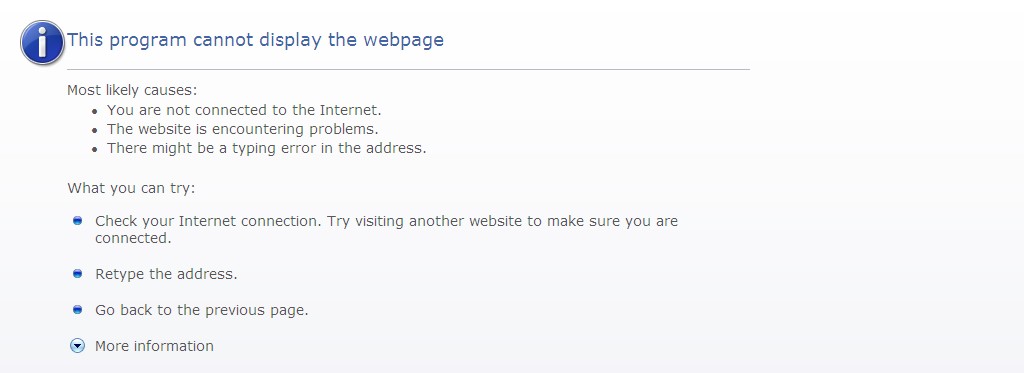 This program cannot display the webpage
Most likely causes:
You are not connected to the Internet.
The website is encountering problems.
There might be a typing error in the address.
What you can try:
Check your Internet connection. Try visiting another website to make sure you are
connected.
Retype the address.
Go back to the previous page.
More information